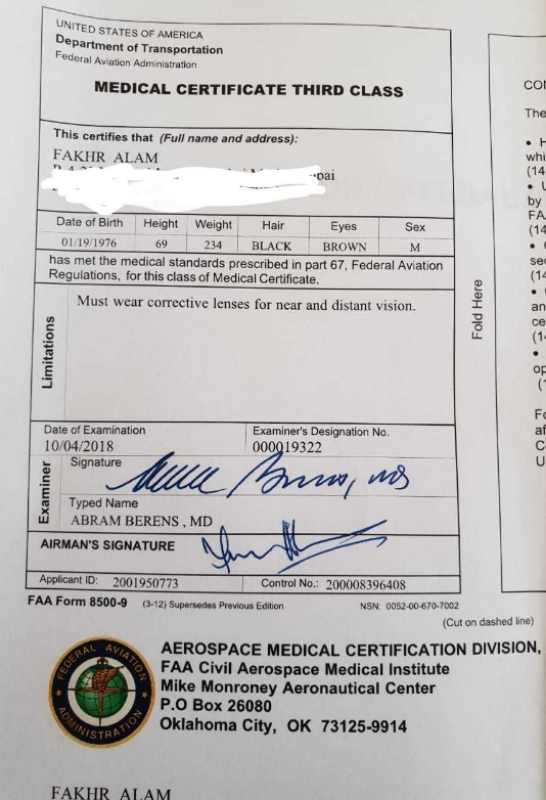 UNITED STATES OF AMERICA
Department of Transportation
Federal Aviation Administration
MEDICAL CERTIFICATE THIRD CLASS
This certifies that (Full name and address):
FAKHR ALAM
Date of Birth Height Weight Hair Eyes Sex
01/19/1976 69 234 BLACK BROWN M
has met the medical standards prescribed in part 67, Federal Aviation
Regulations, for this class of Medical Certificate.
Limitations
Must wear corrective lenses for near and distant vision.
Date of Examination Examiner's Designation No.
10/04/2018 000019322
Examiner
Signature
Typed Name
ABRAM BERENS , MD
AIRMAN'S SIGNATURE
Applicant ID: 2001950773 Control No.: 200008396408
FAA Form 8500-9 (3-12) Supersedes Previous Edition NSN: 0052-00-670-7002
(Cut on dashed line)
Fold Here
FEDERAL AVIATION
ADMINISTRATION
AEROSPACE MEDICAL CERTIFICATION DIVISION,
FAA Civil Aerospace Medical Institute
Mike Monroney Aeronautical Center
P.O Box 26080
Oklahoma City, OK 73125-9914
FAKHR ALAM